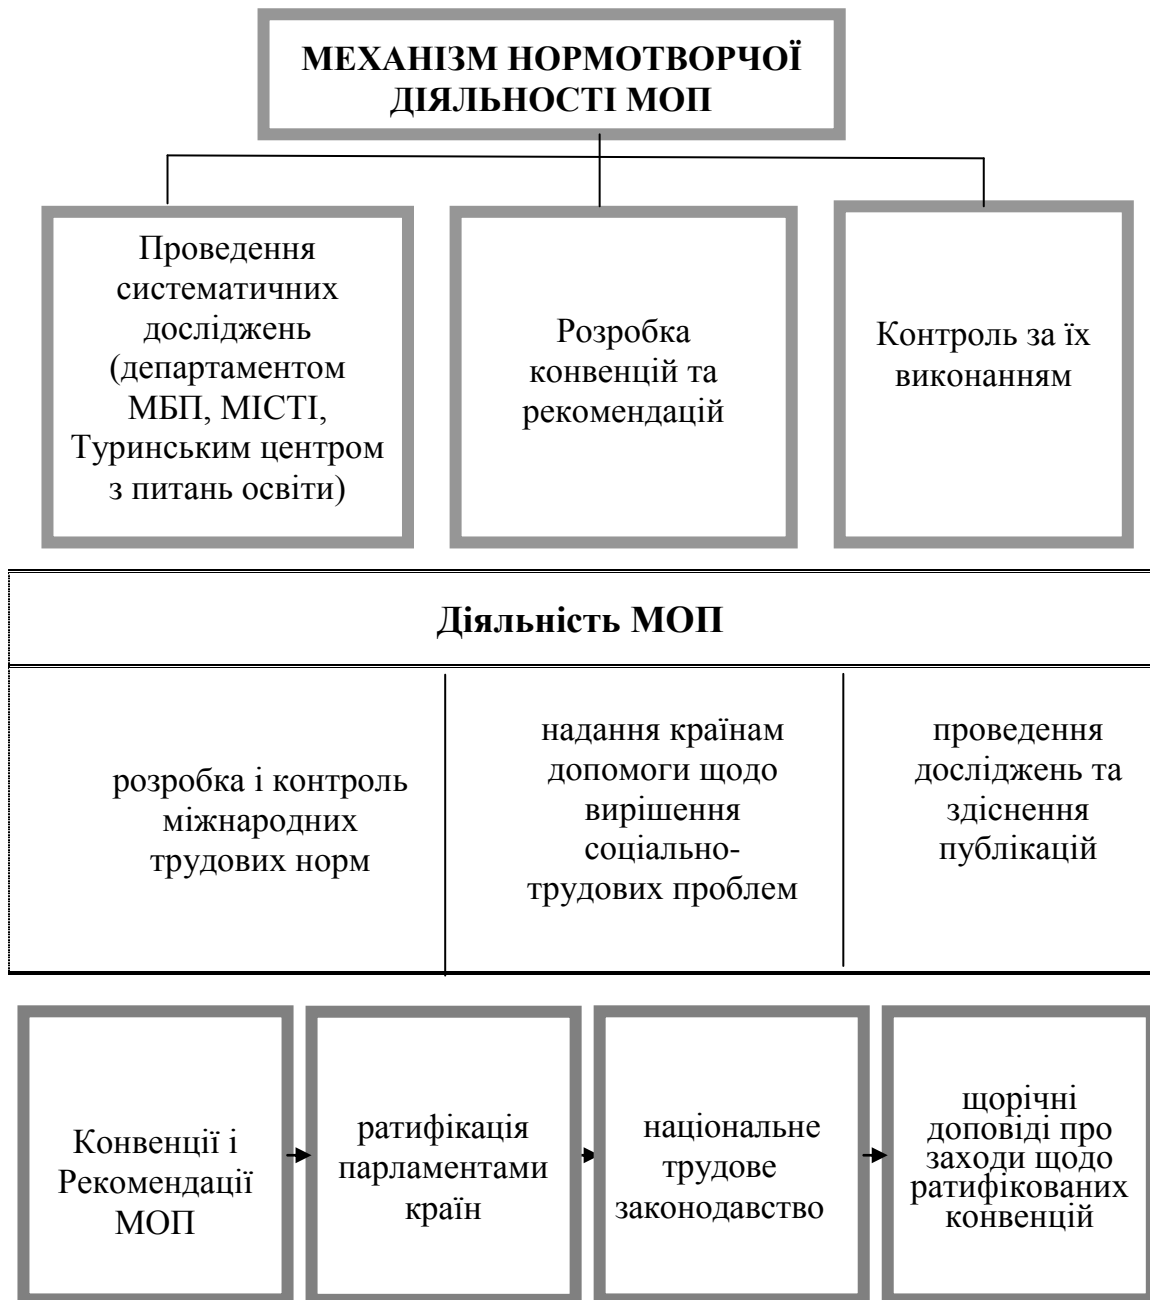 МЕХАНІЗМ НОРМОТВОРЧОЇ
ДІЯЛЬНОСТІ МОП
Проведення
систематичних
досліджень
(департаментом
МБП, МІСТІ,
Туринським центром
з питань освіти)
Розробка
конвенцій та
рекомендацій
Контроль за їх
виконанням
Діяльність МОП
розробка і контроль
міжнародних
трудових норм
надання країнам
допомоги щодо
вирішення
соціально-
трудових проблем
проведення
досліджень та
здіснення
публікацій
Конвенції і
Рекомендації
МОП
ратифікація
парламентами
країн
національне
трудове
законодавство
щорічні
доповіді про
заходи щодо
ратифікованих
конвенцій